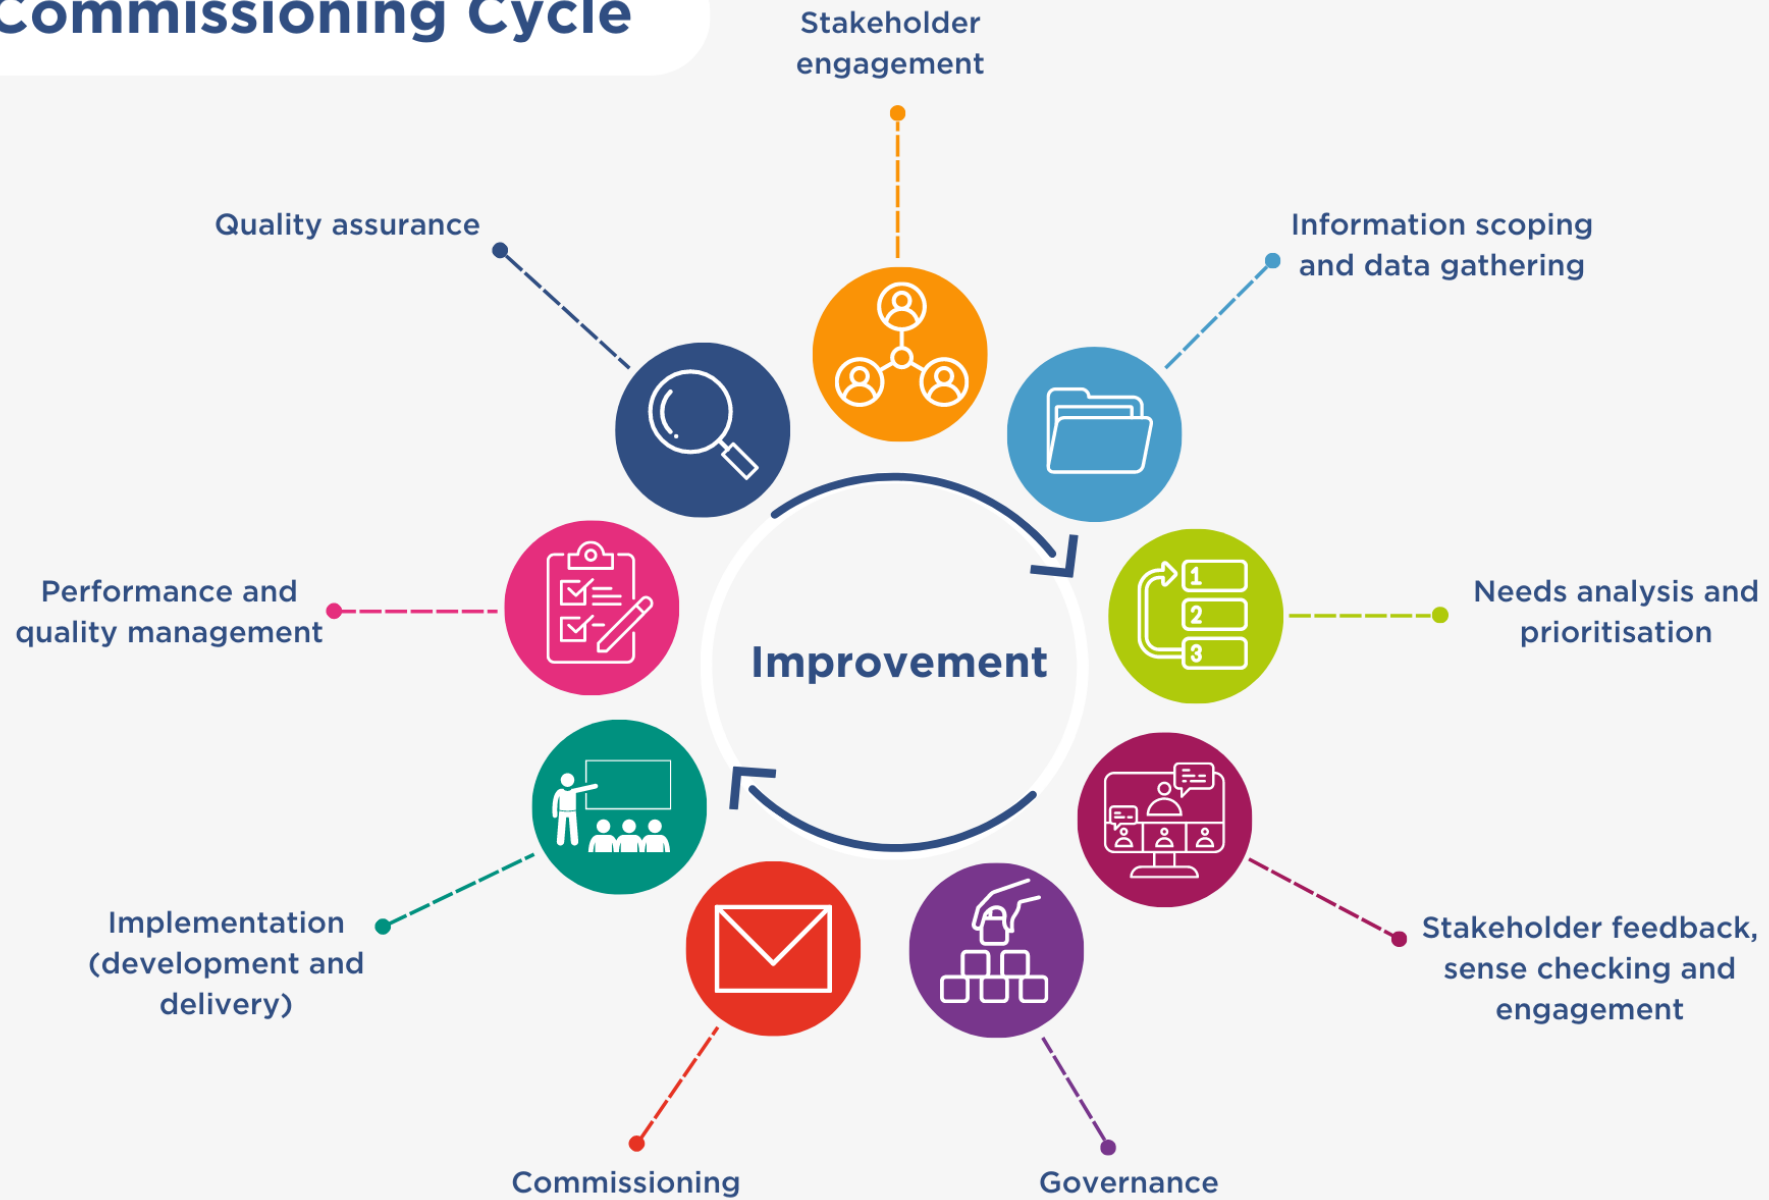 Commissioning Cycle
Stakeholder
engagement
Information scoping
and data gathering
Needs analysis and
prioritisation
Stakeholder feedback,
sense checking and
engagement
Governance
Commissioning
Implementation
(development and
delivery)
Performance and
quality management
Quality assurance
Improvement
1
2
3